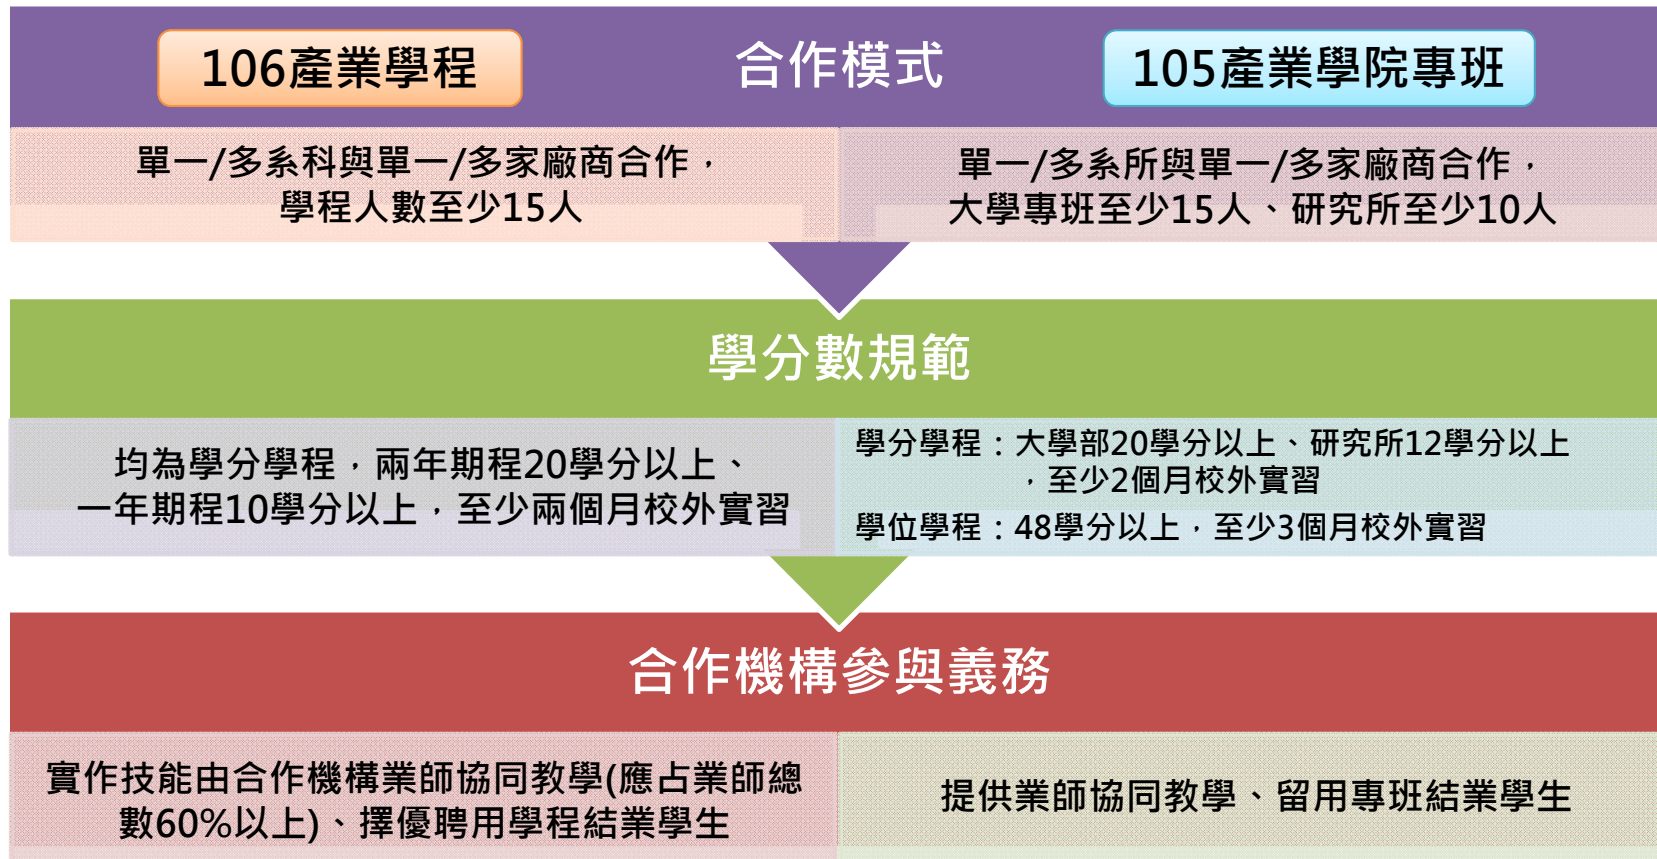 106產業學程
合作模式
105產業學院專班
單一/多系科與單一/多家廠商合作，
學程人數至少15人
單一/多系所與單一/多家廠商合作，
大學專班至少15人、研究所至少10人
學分數規範
均為學分學程，兩年期程20學分以上、
一年期程10學分以上，至少兩個月校外實習
學分學程：大學部20學分以上、研究所12學分以上
，至少2個月校外實習
學位學程：48學分以上，至少3個月校外實習
合作機構參與義務
實作技能由合作機構業師協同教學(應占業師總
數60%以上)、擇優聘用學程結業學生
提供業師協同教學、留用專班結業學生